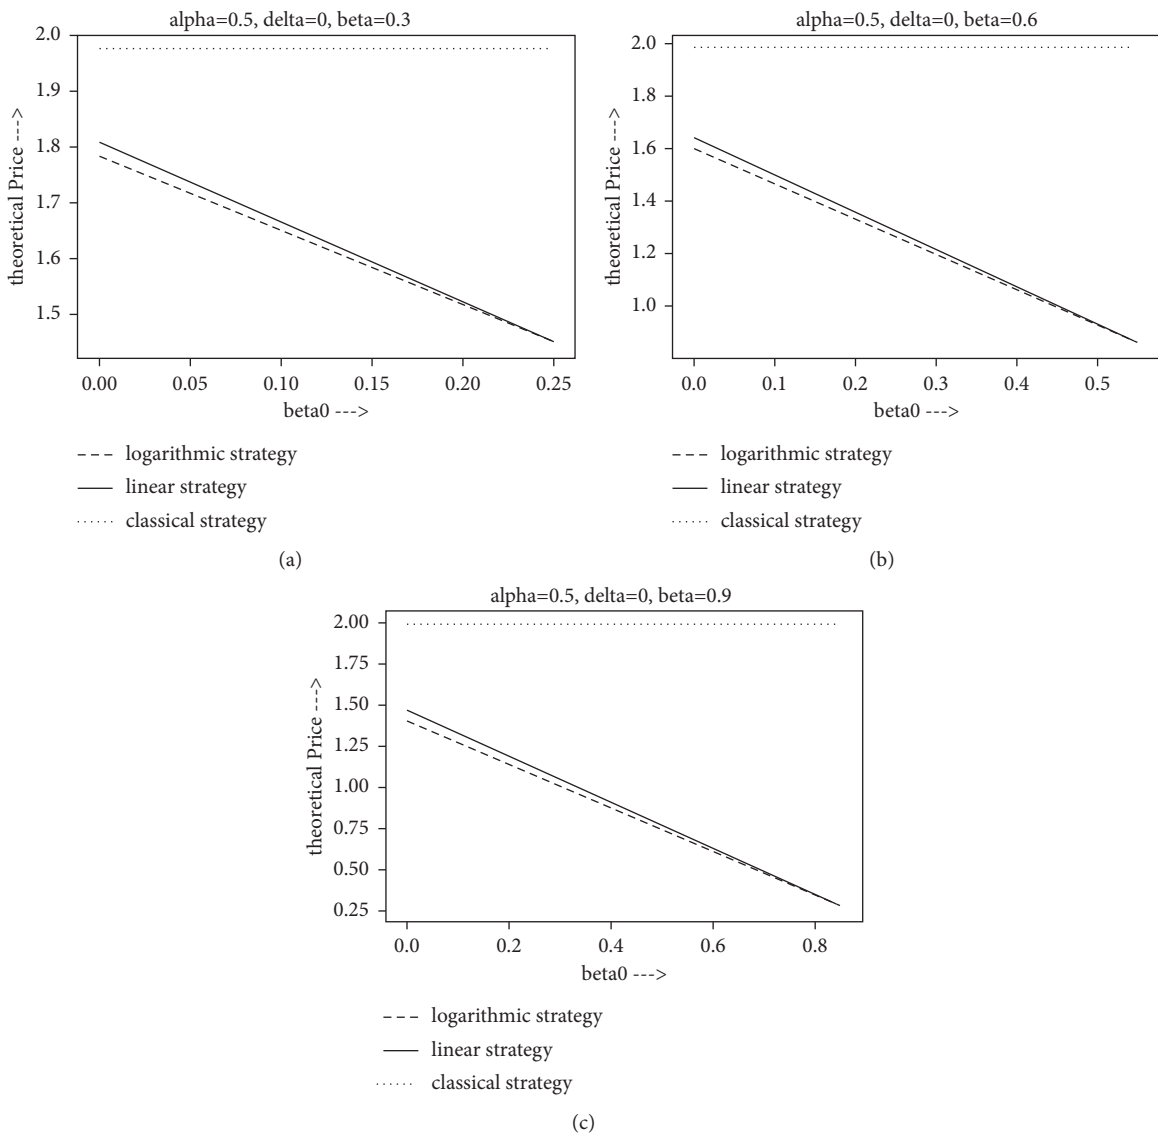 alpha=0.5, delta=0, beta=0.3
theoretical Price --->
2.0
1.9
1.8
1.7
1.6
1.5
0.00 0.05 0.10 0.15 0.20 0.25
beta0 --->
logarithmic strategy
linear strategy
classical strategy
(a)
alpha=0.5, delta=0, beta=0.6
theoretical Price --->
2.0
1.8
1.6
1.4
1.2
1.0
0.0 0.1 0.2 0.3 0.4 0.5
beta0 --->
logarithmic strategy
linear strategy
classical strategy
(b)
alpha=0.5, delta=0, beta=0.9
theoretical Price --->
2.00
1.75
1.50
1.25
1.00
0.75
0.50
0.25
0.0 0.2 0.4 0.6 0.8
beta0 --->
logarithmic strategy
linear strategy
classical strategy
(c)